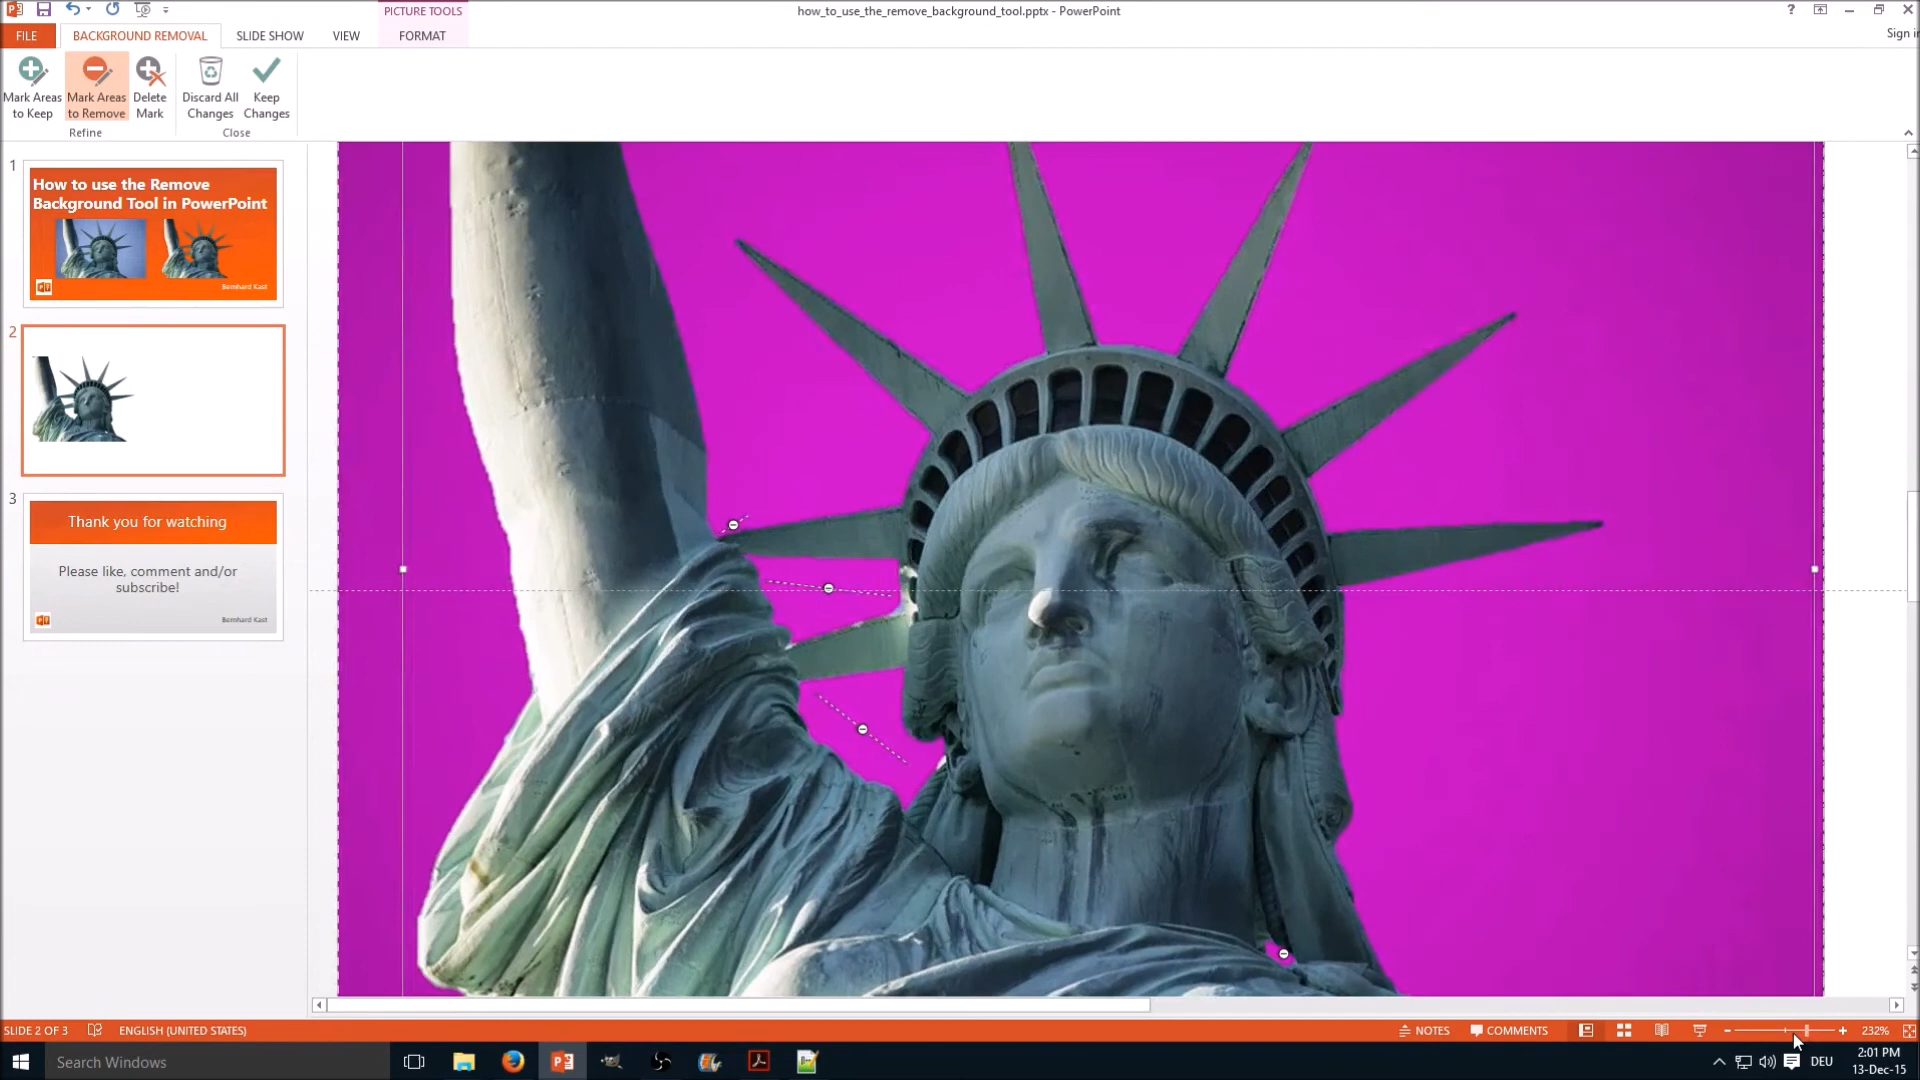 PICTURE TOOLS
how_to_use_the_remove_background_tool.pptx - PowerPoint
FILE
BACKGROUND REMOVAL
SLIDE SHOW
VIEW
FORMAT
Sign in
Mark Areas
to Keep
Mark Areas
to Remove
Delete
Mark
Discard All
Changes
Keep
Changes
Refine
Close
1
How to use the Remove
Background Tool in PowerPoint
Bernhard Kast
2
3
Thank you for watching
Please like, comment and/or
subscribe!
Bernhard Kast
SLIDE 2 OF 3
ENGLISH (UNITED STATES)
NOTES
COMMENTS
232%
Search Windows
DEU
2:01 PM
13-Dec-15